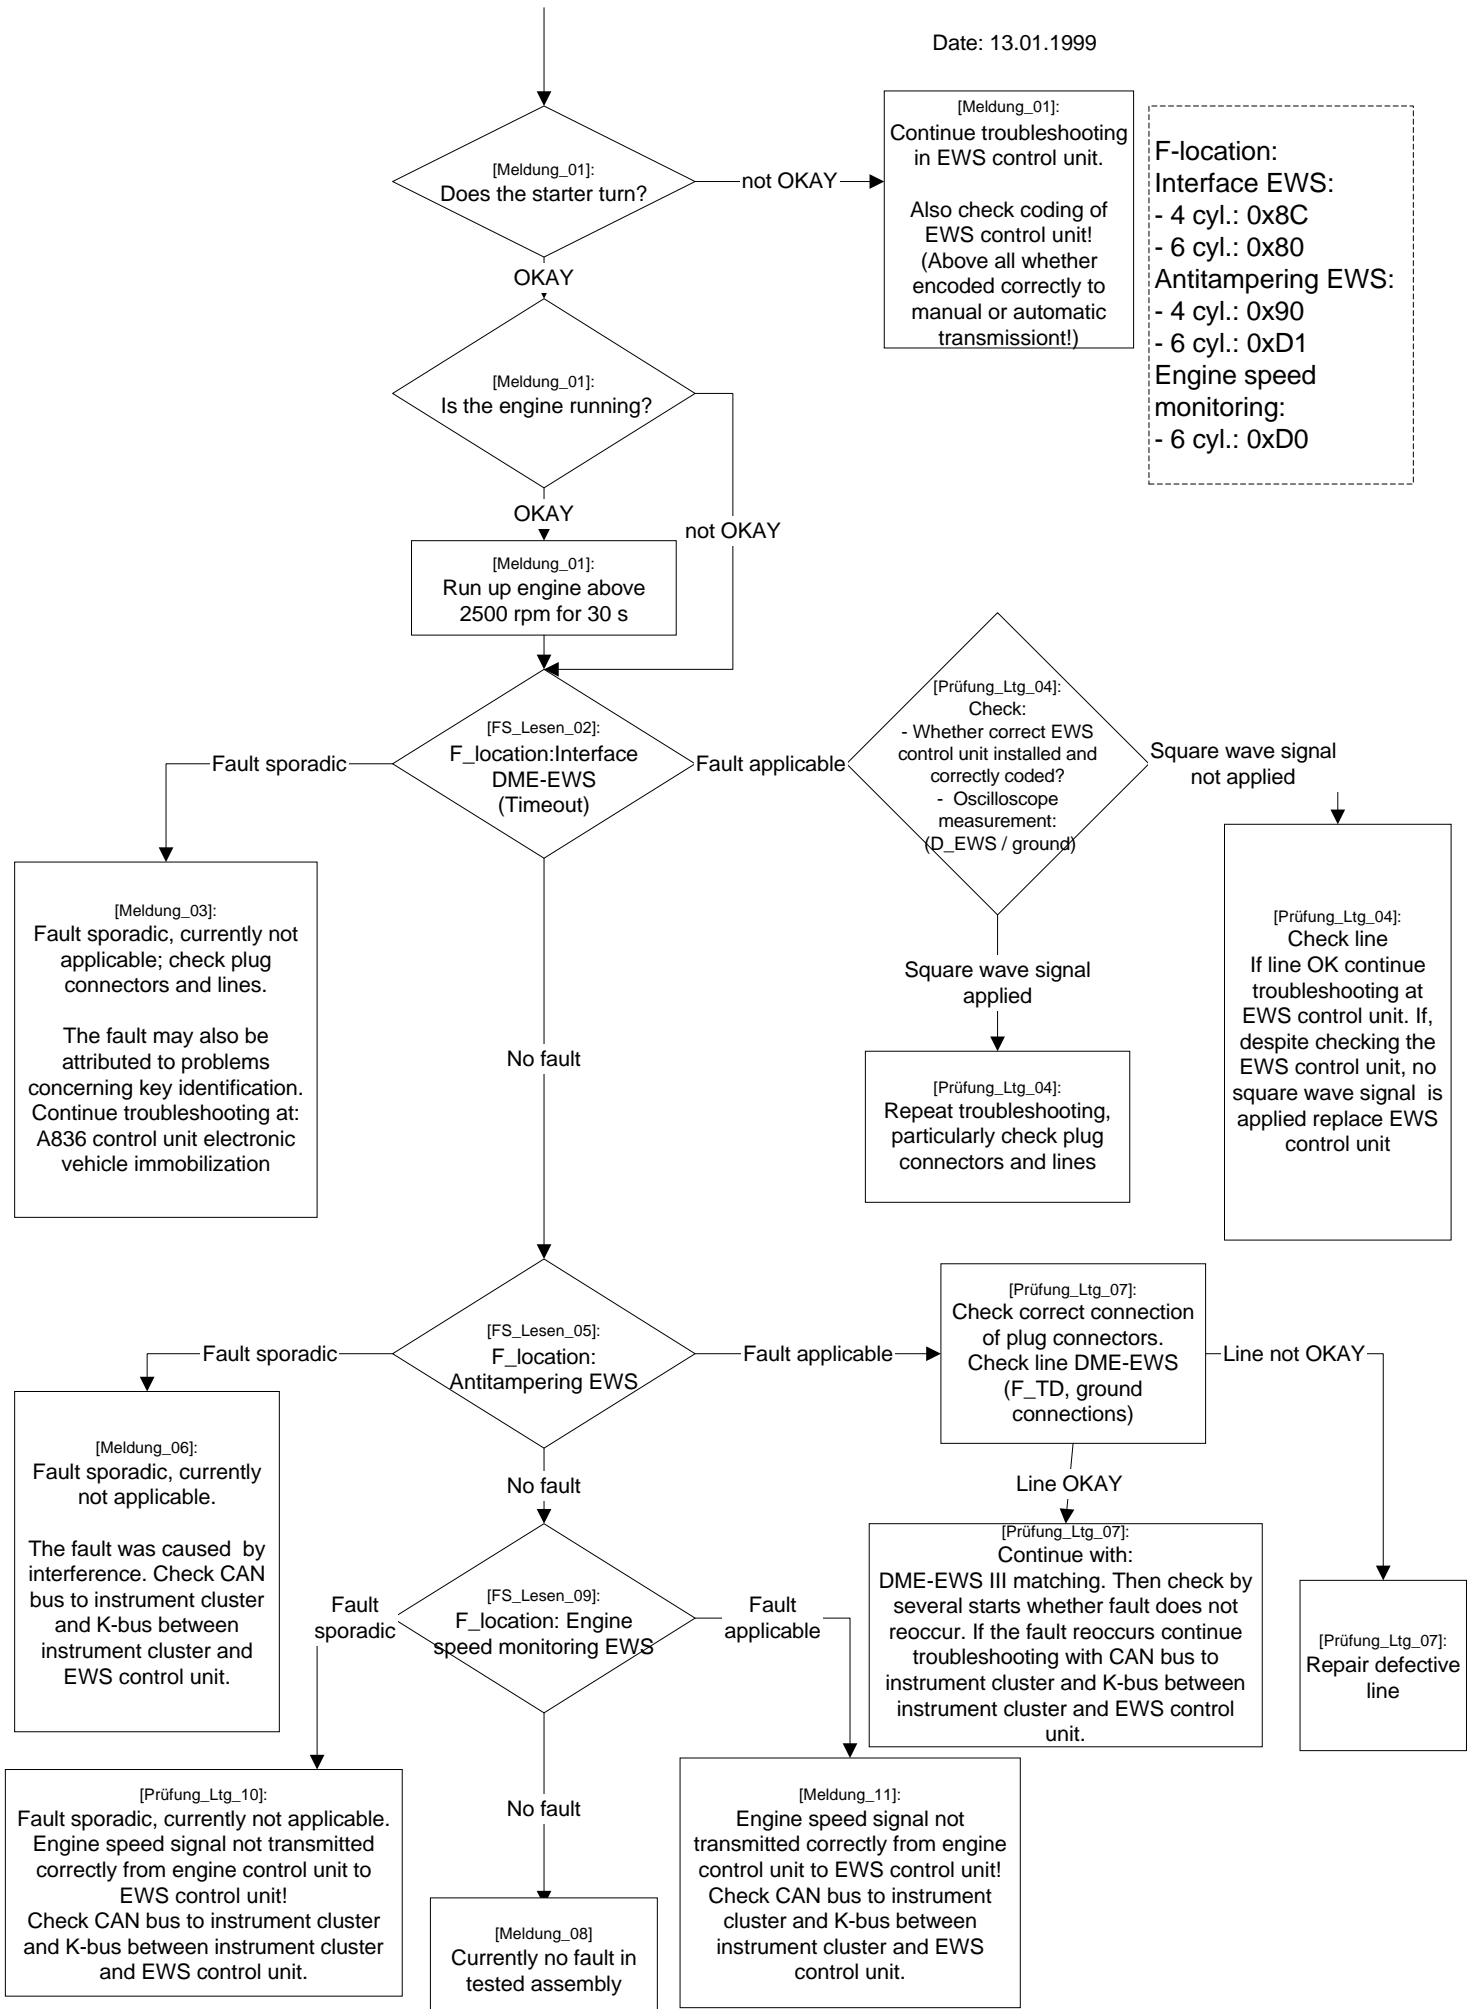 Date: 13.01.1999
[Meldung_01]:
Does the starter turn?
not OKAY
[Meldung_01]:
Continue troubleshooting
in EWS control unit.
Also check coding of
EWS control unit!
(Above all whether
encoded correctly to
manual or automatic
transmissiont!)
F-location:
Interface EWS:
- 4 cyl.: 0x8C
- 6 cyl.: 0x80
Antitampering EWS:
- 4 cyl.: 0x90
- 6 cyl.: 0xD1
Engine speed
monitoring:
- 6 cyl.: 0xD0
OKAY
[Meldung_01]:
Is the engine running?
OKAY
not OKAY
[Meldung_01]:
Run up engine above
2500 rpm for 30 s
[FS_Lesen_02]:
F_location:Interface
DME-EWS
(Timeout)
Fault sporadic
Fault applicable
[Prüfung_Ltg_04]:
Check:
- Whether correct EWS
control unit installed and
correctly coded?
- Oscilloscope
measurement:
(D_EWS / ground)
Square wave signal
not applied
[Meldung_03]:
Fault sporadic, currently not
applicable; check plug
connectors and lines.
The fault may also be
attributed to problems
concerning key identification.
Continue troubleshooting at:
A836 control unit electronic
vehicle immobilization
No fault
Square wave signal
applied
[Prüfung_Ltg_04]:
Repeat troubleshooting,
particularly check plug
connectors and lines
[Prüfung_Ltg_04]:
Check line
If line OK continue
troubleshooting at
EWS control unit. If,
despite checking the
EWS control unit, no
square wave signal  is
applied replace EWS
control unit
[FS_Lesen_05]:
F_location:
Antitampering EWS
Fault sporadic
Fault applicable
[Prüfung_Ltg_07]:
Check correct connection
of plug connectors.
Check line DME-EWS
(F_TD, ground
connections)
Line not OKAY
[Meldung_06]:
Fault sporadic, currently
not applicable.
The fault was caused  by
interference. Check CAN
bus to instrument cluster
and K-bus between
instrument cluster and
EWS control unit.
No fault
Line OKAY
[Prüfung_Ltg_07]:
Continue with:
DME-EWS III matching. Then check by
several starts whether fault does not
reoccur. If the fault reoccurs continue
troubleshooting with CAN bus to
instrument cluster and K-bus between
instrument cluster and EWS control
unit.
[Prüfung_Ltg_07]:
Repair defective
line
[FS_Lesen_09]:
F_location: Engine
speed monitoring EWS
Fault
sporadic
Fault
applicable
[Prüfung_Ltg_10]:
Fault sporadic, currently not applicable.
Engine speed signal not transmitted
correctly from engine control unit to
EWS control unit!
Check CAN bus to instrument cluster
and K-bus between instrument cluster
and EWS control unit.
No fault
[Meldung_08]
Currently no fault in
tested assembly
[Meldung_11]:
Engine speed signal not
transmitted correctly from engine
control unit to EWS control unit!
Check CAN bus to instrument
cluster and K-bus between
instrument cluster and EWS
control unit.